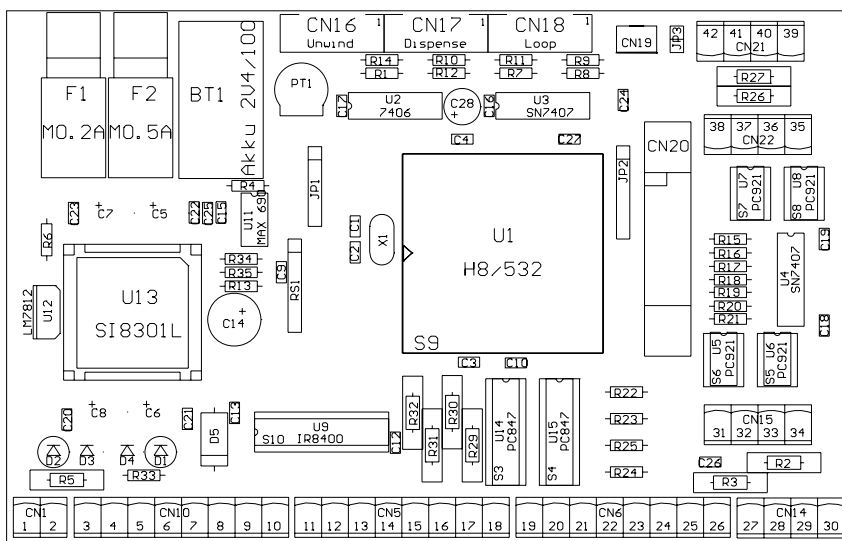 CN16 1 CN17 1 CN18 1
Unwind Dispense Loop
CN19
JP3
42 41 40 39
CN21
F1
M0.2A
F2
M0.5A
BT1
Akku 2V4/100
PT1
R14 R10 R11 R9
R1 R12 R7 R8
R27
R26
C17
U2
7406
C28
+
C16
U3
SN7407
C24
C4
C27
38 37 36 35
CN22
CN20
JP1
JP2
R4
U7
PC921
S7
U8
PC921
S8
C23
+
C7
+
C5
C22
C25
C15
U11
MAX 690
C1
C2
X1
U1
H8/532
S9
R6
R34
R35
R13
C9
RS1
R15
R16
R17
R18
R19
R20
R21
U4
SN7407
C19
C18
LM7812
U12
U13
SI8301L
C14
+
C3
C10
U5
PC921
S6
U6
PC921
S5
C20
+
C8
+
C6
C21
C13
D5
U9
S10 IR8400
C12
R32
R31
R30
R29
U14
PC847
S3
U15
PC847
S4
R22
R23
R25
R24
CN15
31 32 33 34
D2 D3 D4 D1
R5
R33
C26
R2
R3
CN1
1 2
CN10
3 4 5 6 7 8 9 10
CN5
11 12 13 14 15 16 17 18
CN6
19 20 21 22 23 24 25 26
CN14
27 28 29 30